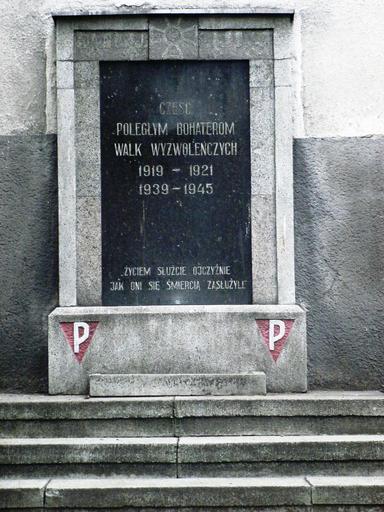 CZEŚĆ
POLEGŁYM BOHATEROM
WALK WYZWOLEŃCZYCH
1919 - 1921
1939 - 1945
„ŻYCIEM SŁUŻCIE OJCZYŹNIE
JAK ONI SIĘ ŚMIERCIĄ ZASŁUŻYLI"
P P